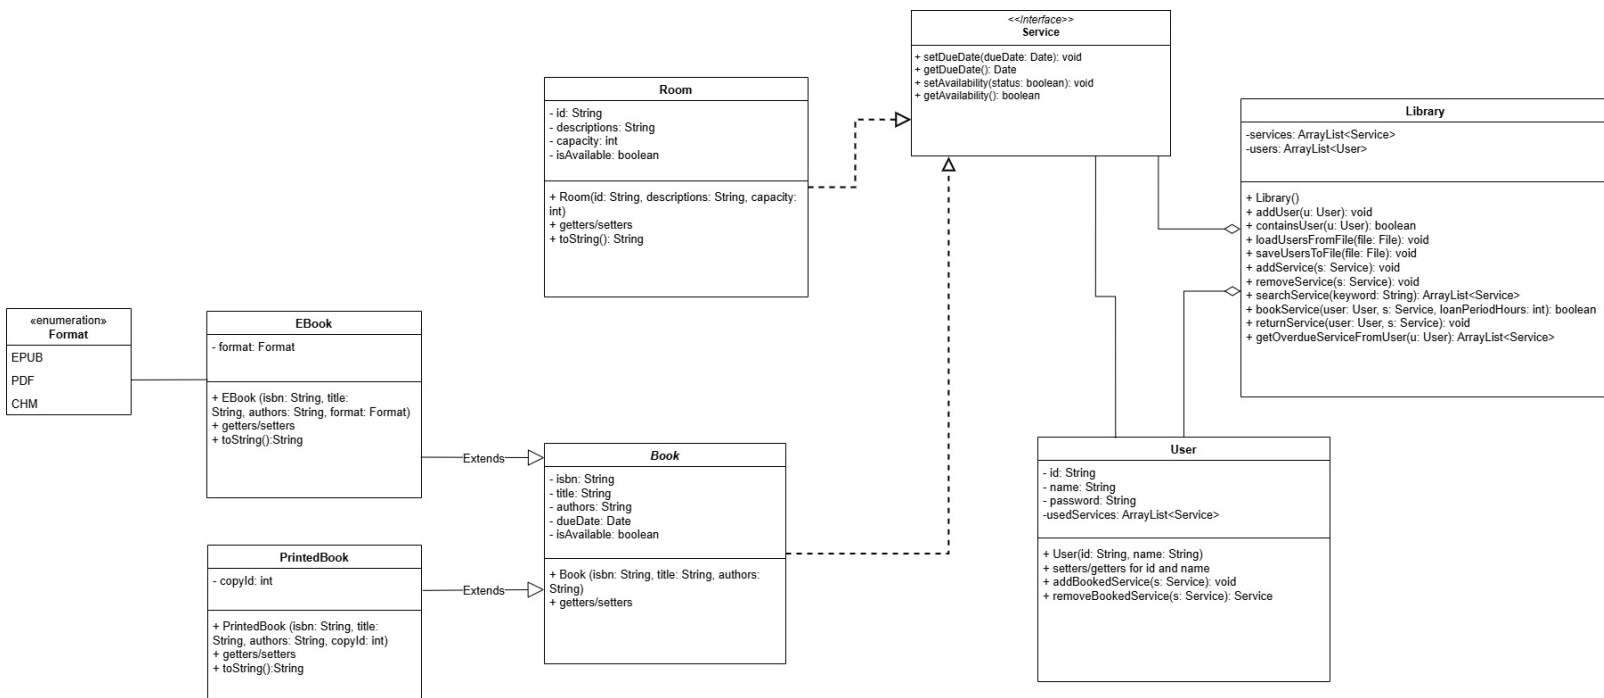 <<Interface>>
Service
+ setDueDate(dueDate: Date): void
+ getDueDate(): Date
+ setAvailability(status: boolean): void
+ getAvailability(): boolean
Room
- id: String
- descriptions: String
- capacity: int
- isAvailable: boolean
+ Room(id: String, descriptions: String, capacity:
int)
+ getters/setters
+ toString(): String
Library
-services: ArrayList<Service>
-users: ArrayList<User>
+ Library()
+ addUser(u: User): void
+ containsUser(u: User): boolean
+ loadUsersFromFile(file: File): void
+ saveUsersToFile(file: File): void
+ addService(s: Service): void
+ removeService(s: Service): void
+ searchService(keyword: String): ArrayList<Service>
+ bookService(user: User, s: Service, loanPeriodHours: int): boolean
+ returnService(user: User, s: Service): void
+ getOverdueServiceFromUser(u: User): ArrayList<Service>
«enumeration»
Format
EPUB
PDF
CHM
EBook
- format: Format
+ EBook (isbn: String, title:
String, authors: String, format: Format)
+ getters/setters
+ toString():String
Extends
Book
- isbn: String
- title: String
- authors: String
- dueDate: Date
- isAvailable: boolean
+ Book (isbn: String, title: String, authors:
String)
+ getters/setters
User
- id: String
- name: String
- password: String
-usedServices: ArrayList<Service>
+ User(id: String, name: String)
+ setters/getters for id and name
+ addBookedService(s: Service): void
+ removeBookedService(s: Service): Service
PrintedBook
- copyId: int
+ PrintedBook (isbn: String, title:
String, authors: String, copyId: int)
+ getters/setters
+ toString():String
Extends